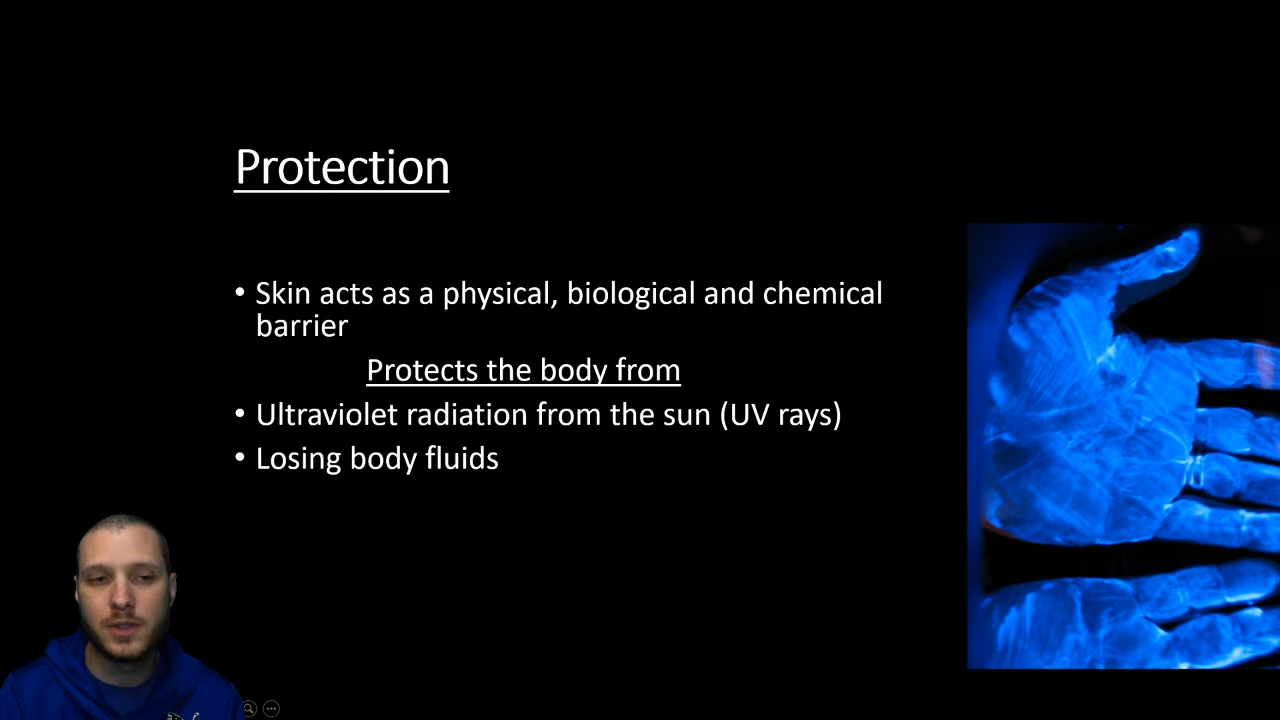 Protection
• Skin acts as a physical, biological and chemical
barrier
Protects the body from
• Ultraviolet radiation from the sun (UV rays)
• Losing body fluids